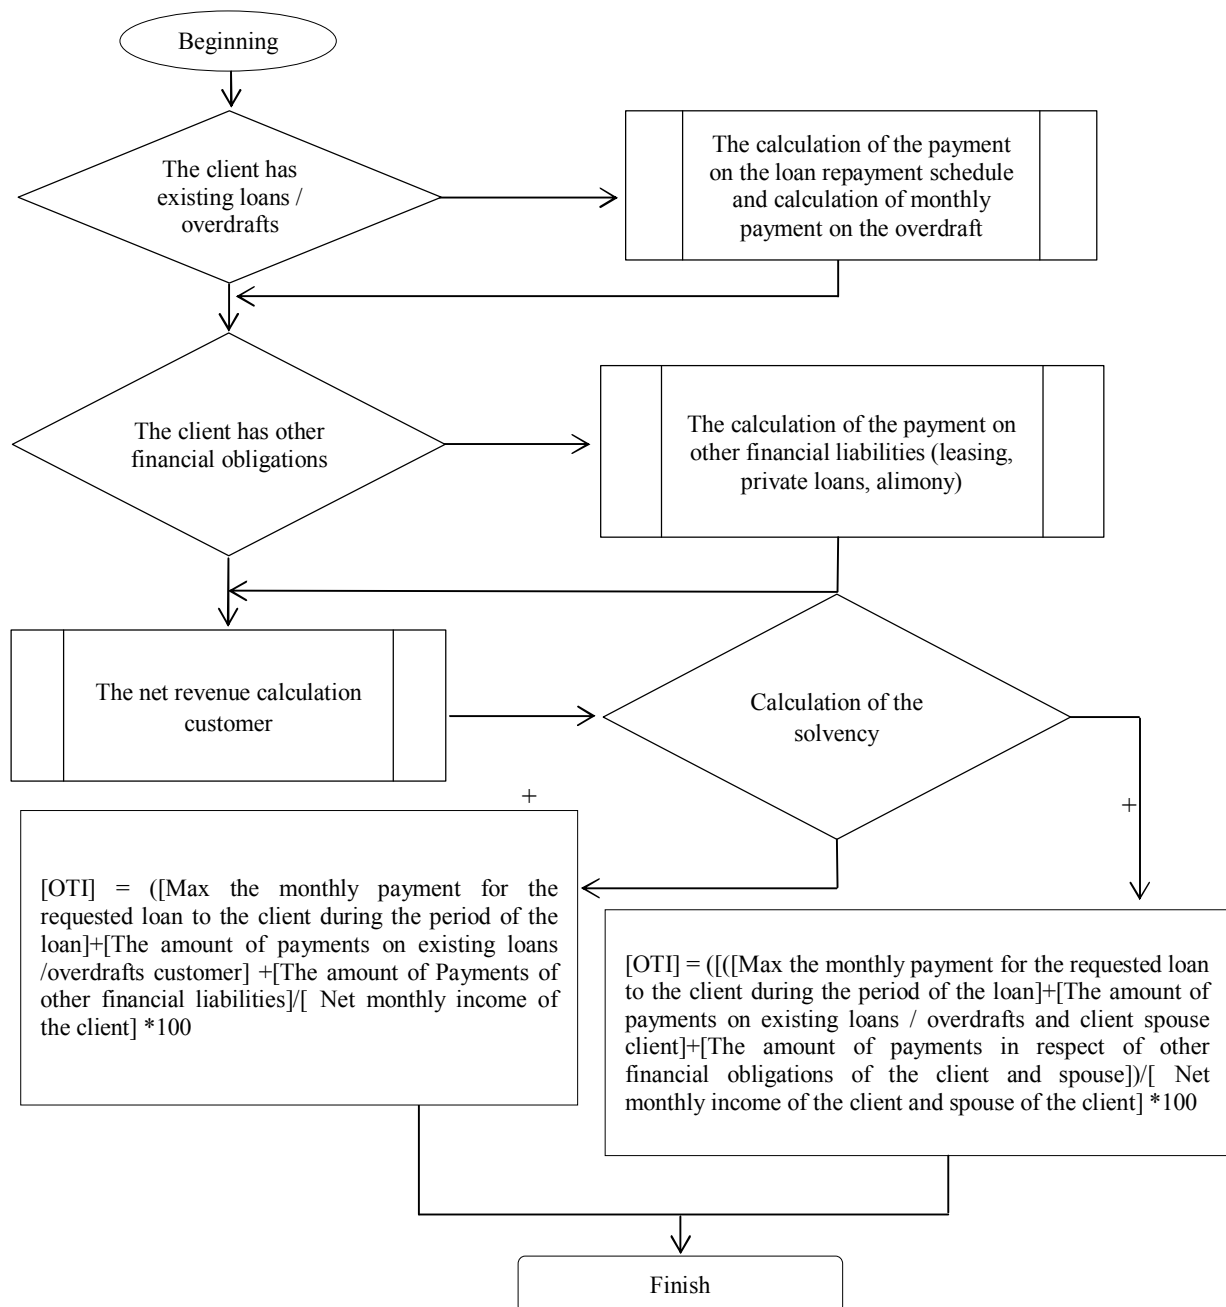 Beginning
The client has
existing loans /
overdrafts
The calculation of the payment
on the loan repayment schedule
and calculation of monthly
payment on the overdraft
The client has other
financial obligations
The calculation of the payment on
other financial liabilities (leasing,
private loans, alimony)
The net revenue calculation
customer
Calculation of the
solvency
+
+
[OTI] = ([Max the monthly payment for the
requested loan to the client during the period of the
loan]+[The amount of payments on existing loans
/overdrafts customer] +[The amount of Payments of
other financial liabilities]/[ Net monthly income of
the client] *100
[OTI] = ([([Max the monthly payment for the requested loan
to the client during the period of the loan]+[The amount of
payments on existing loans / overdrafts and client spouse
client]+[The amount of payments in respect of other
financial obligations of the client and spouse])/[ Net
monthly income of the client and spouse of the client] *100
Finish